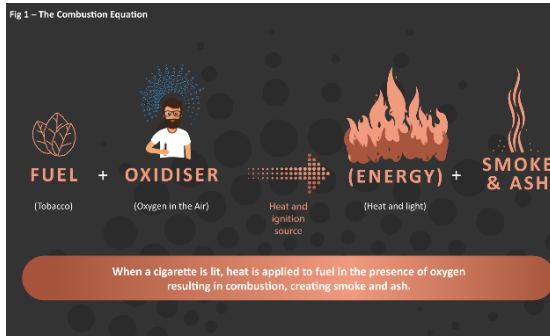 Fig 1 – The Combustion Equation
FUEL + OXIDISER (ENERGY) + SMOKE
& ASH
(Tobacco)
(Oxygen in the Air)
Heat and
ignition
source
(Heat and light)
When a cigarette is lit, heat is applied to fuel in the presence of oxygen
resulting in combustion, creating smoke and ash.